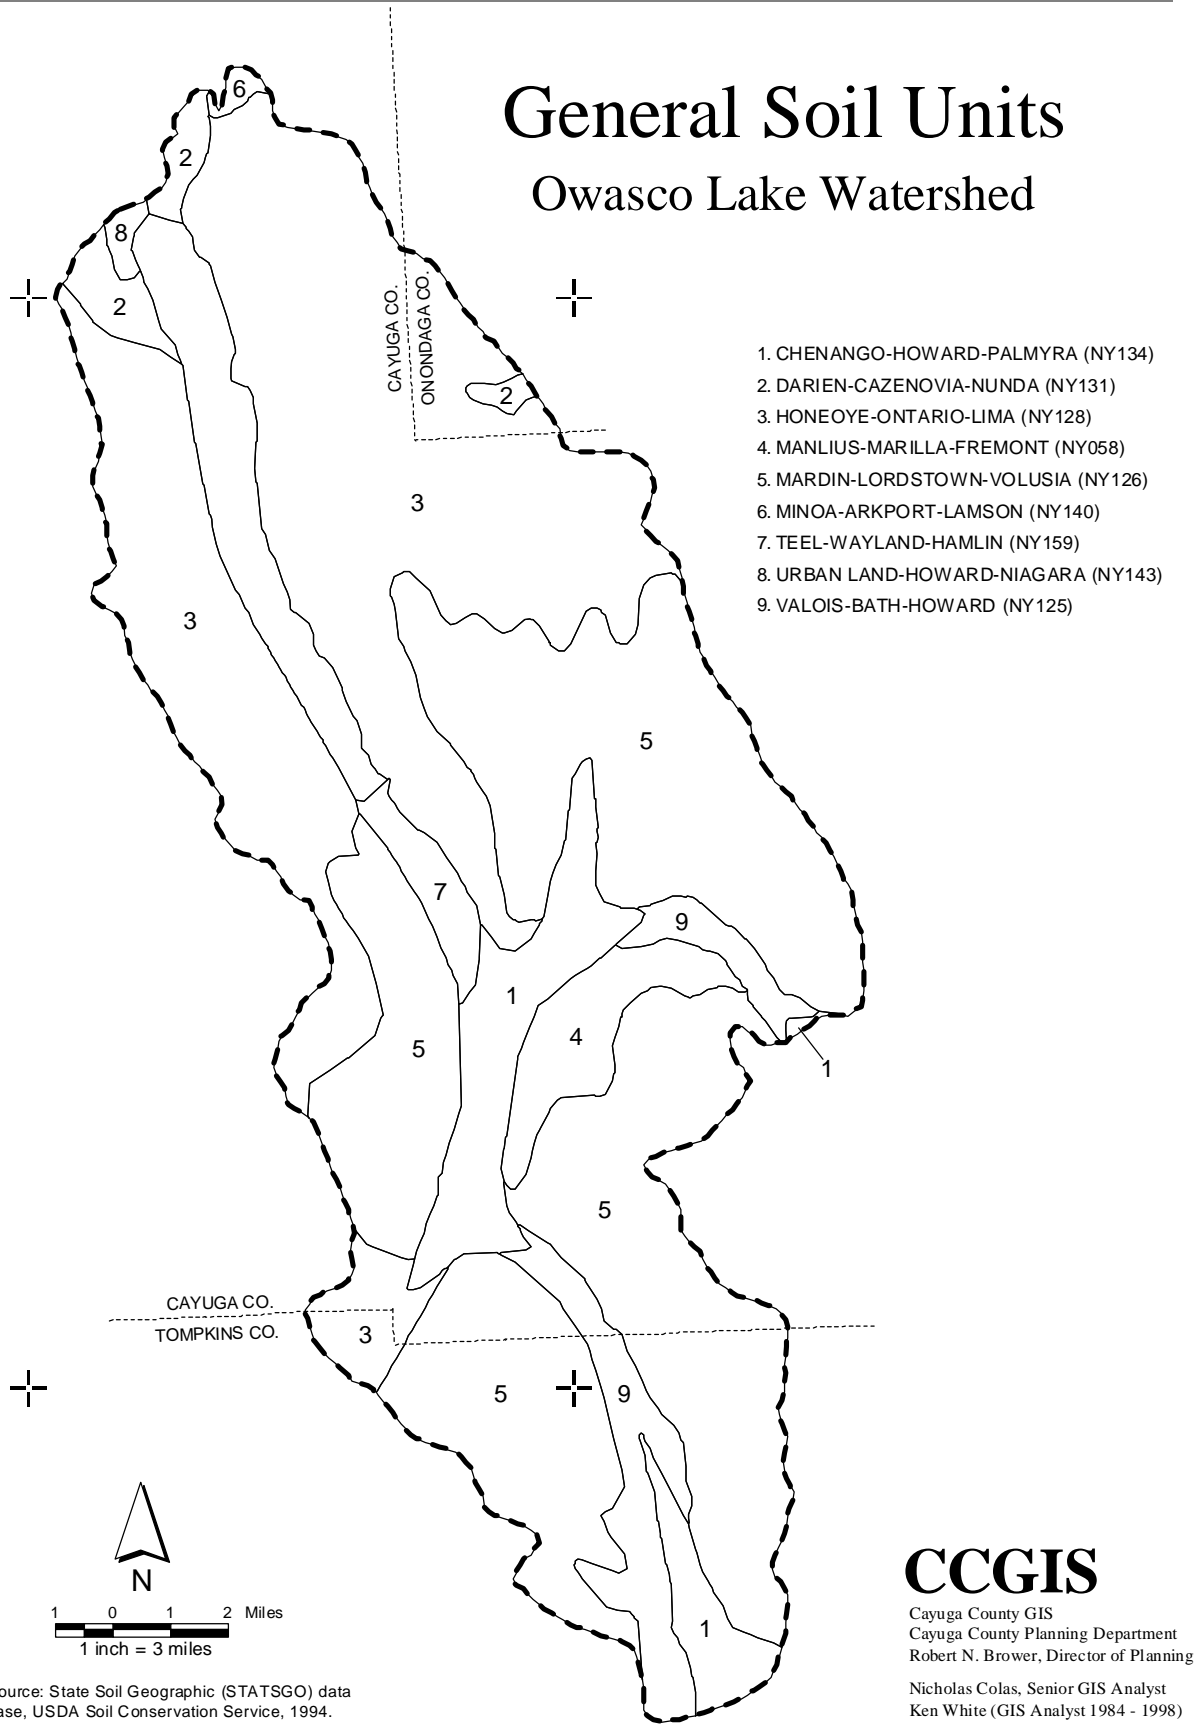 General Soil Units
Owasco Lake Watershed
6
2
8
2
CAYUGA CO.
ONONDAGA CO.
2
1. CHENANGO-HOWARD-PALMYRA (NY134)
2. DARIEN-CAZENOVIA-NUNDA (NY131)
3. HONEOYE-ONTARIO-LIMA (NY128)
4. MANLIUS-MARILLA-FREMONT (NY058)
5. MARDIN-LORDSTOWN-VOLUSIA (NY126)
6. MINOA-ARKPORT-LAMSON (NY140)
7. TEEL-WAYLAND-HAMLIN (NY159)
8. URBAN LAND-HOWARD-NIAGARA (NY143)
9. VALOIS-BATH-HOWARD (NY125)
3
3
5
7
9
1
4
5
1
5
CAYUGA CO.
TOMPKINS CO.
3
5
9
1
N
1 0 1 2 Miles
1 inch = 3 miles
ource: State Soil Geographic (STATSGO) data
ase, USDA Soil Conservation Service, 1994.
CCGIS
Cayuga County GIS
Cayuga County Planning Department
Robert N. Brower, Director of Planning
Nicholas Colas, Senior GIS Analyst
Ken White (GIS Analyst 1984 - 1998)